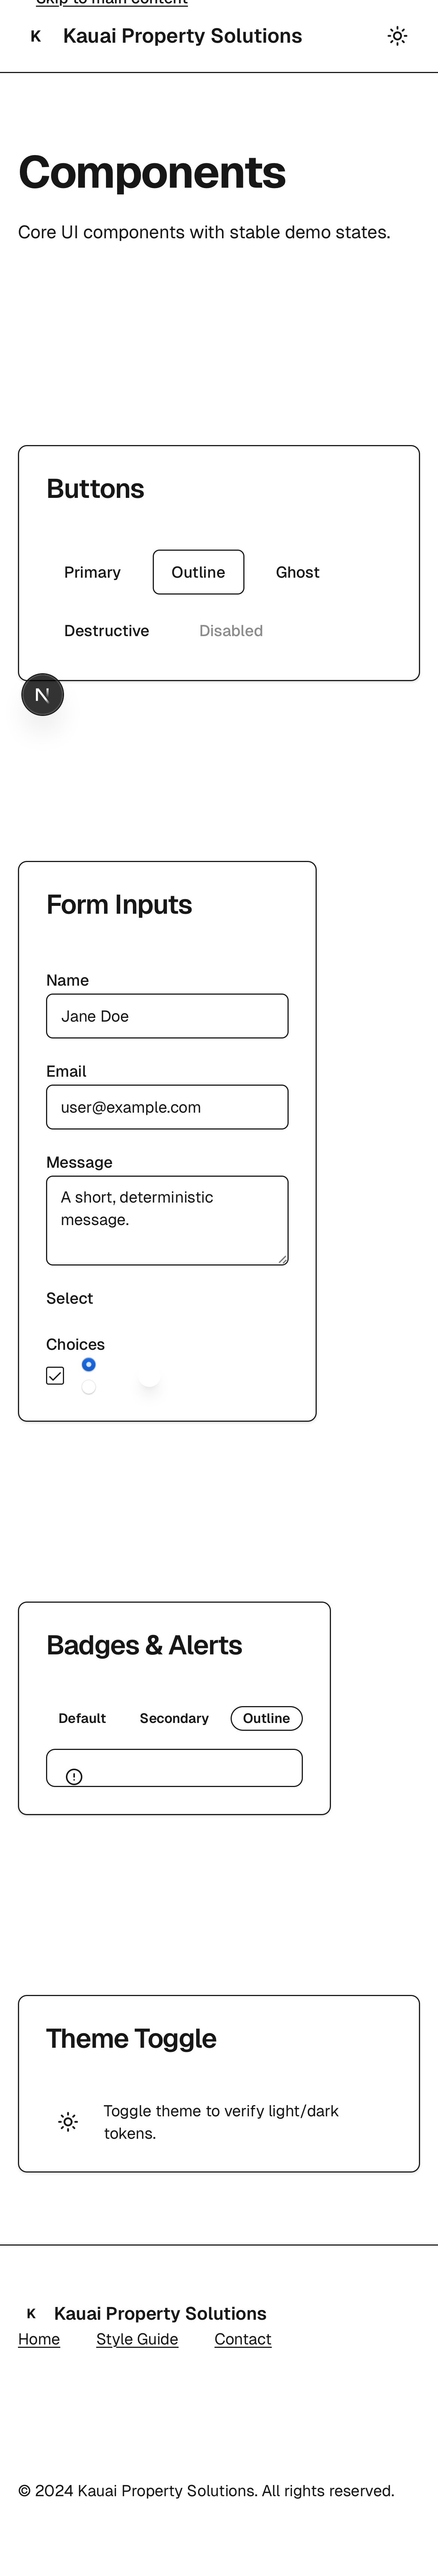 Skip to main content
K Kauai Property Solutions
Components
Core UI components with stable demo states.
Buttons
Primary Outline Ghost
Destructive Disabled
N
Form Inputs
Name
Jane Doe
Email
user@example.com
Message
A short, deterministic
message.
Select
Choices
Badges & Alerts
Default Secondary Outline
Theme Toggle
Toggle theme to verify light/dark
tokens.
K Kauai Property Solutions
Home Style Guide Contact
© 2024 Kauai Property Solutions. All rights reserved.